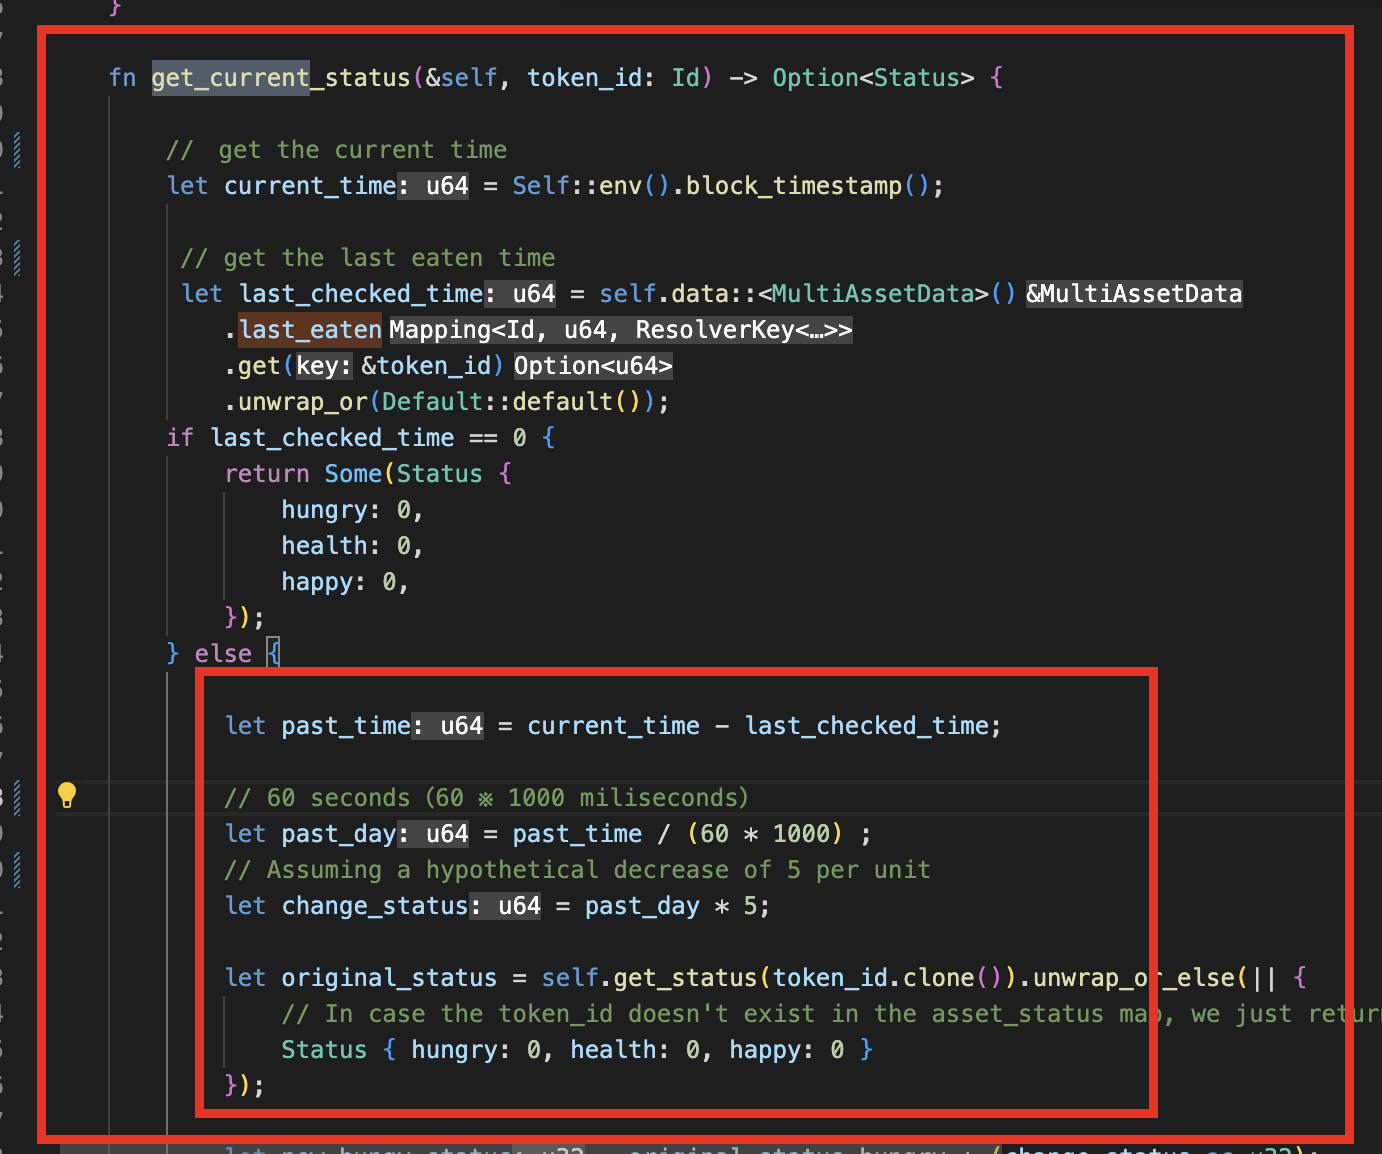 }
fn get_current_status(&self, token_id: Id) -> Option<Status> {
//  get the current time
let current_time: u64 = Self::env().block_timestamp();
// get the last eaten time
let last_checked_time: u64 = self.data::<MultiAssetData>() &MultiAssetData
.last_eaten Mapping<Id, u64, ResolverKey<…>>
.get(key: &token_id) Option<u64>
.unwrap_or(Default::default());
if last_checked_time == 0 {
return Some(Status {
hungry: 0,
health: 0,
happy: 0,
});
} else {
let past_time: u64 = current_time - last_checked_time;
// 60 seconds（60 ※ 1000 miliseconds）
let past_day: u64 = past_time / (60 * 1000) ;
// Assuming a hypothetical decrease of 5 per unit
let change_status: u64 = past_day * 5;
let original_status = self.get_status(token_id.clone()).unwrap_or_else(|| {
// In case the token_id doesn't exist in the asset_status map, we just retur
Status { hungry: 0, health: 0, happy: 0 }
});